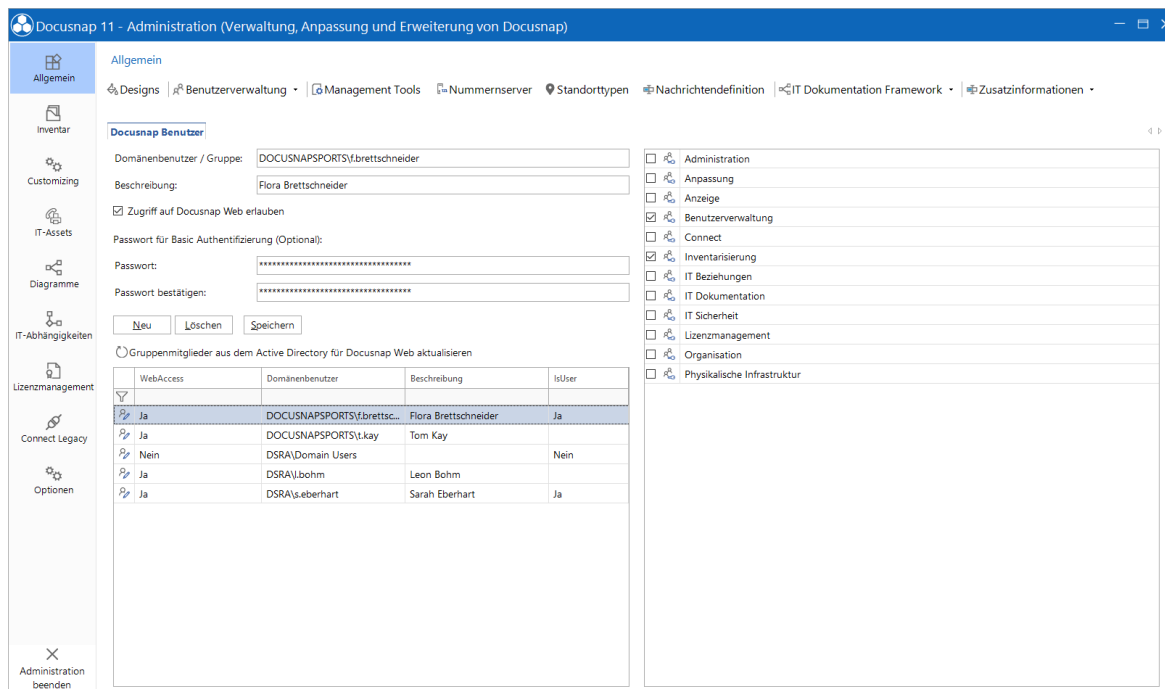 Docusnap 11 - Administration (Verwaltung, Anpassung und Erweiterung von Docusnap)
Allgemein
Inventar
Customizing
IT-Assets
Diagramme
IT-Abhängigkeiten
Lizenzmanagement
Connect Legacy
Optionen
Administration
beenden
Allgemein
Designs Benutzerverwaltung Management Tools Nummernserver Standorttypen Nachrichtendefinition IT Dokumentation Framework Zusatzinformationen
Docusnap Benutzer
Domänenbenutzer / Gruppe: DOCUSNAPSPORTS\f.brettschneider
Beschreibung: Flora Brettschneider
Zugriff auf Docusnap Web erlauben
Passwort für Basic Authentifizierung (Optional):
Passwort: ***********************************
Passwort bestätigen: ***********************************
Neu Löschen Speichern
Gruppenmitglieder aus dem Active Directory für Docusnap Web aktualisieren
WebAccess Domänenbenutzer Beschreibung IsUser
Ja DOCUSNAPSPORTS\f.brettsc... Flora Brettschneider Ja
Ja DOCUSNAPSPORTS\t.kay Tom Kay
Nein DSRA\Domain Users Nein
Ja DSRA\l.bohm Leon Bohm
Ja DSRA\s.eberhart Sarah Eberhart Ja
Administration
Anpassung
Anzeige
Benutzerverwaltung
Connect
Inventarisierung
IT Beziehungen
IT Dokumentation
IT Sicherheit
Lizenzmanagement
Organisation
Physikalische Infrastruktur